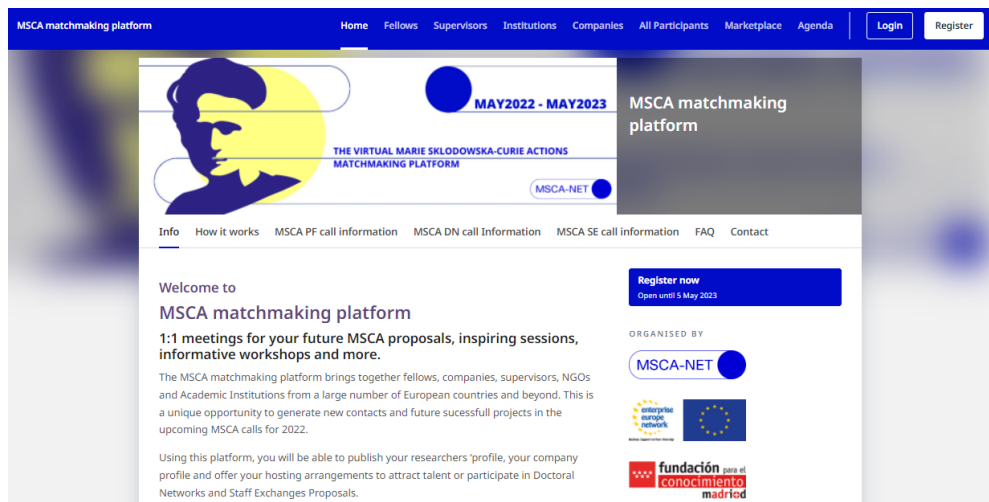 MSCA matchmaking platform
Home Fellows Supervisors Institutions Companies All Participants Marketplace Agenda Login Register
MAY2022 - MAY2023
THE VIRTUAL MARIE SKLODOWSKA-CURIE ACTIONS
MATCHMAKING PLATFORM
MSCA-NET
MSCA matchmaking
platform
Info How it works MSCA PF call information MSCA DN call Information MSCA SE call information FAQ Contact
Welcome to
MSCA matchmaking platform
1:1 meetings for your future MSCA proposals, inspiring sessions,
informative workshops and more.
The MSCA matchmaking platform brings together fellows, companies, supervisors, NGOs
and Academic Institutions from a large number of European countries and beyond. This is
a unique opportunity to generate new contacts and future sucessfull projects in the
upcoming MSCA calls for 2022.
Using this platform, you will be able to publish your researchers 'profile, your company
profile and offer your hosting arrangements to attract talent or participate in Doctoral
Networks and Staff Exchanges Proposals.
Register now
Open until 5 May 2023
ORGANISED BY
MSCA-NET
enterprise
europe
network
fundación para el
conocimiento
madrid